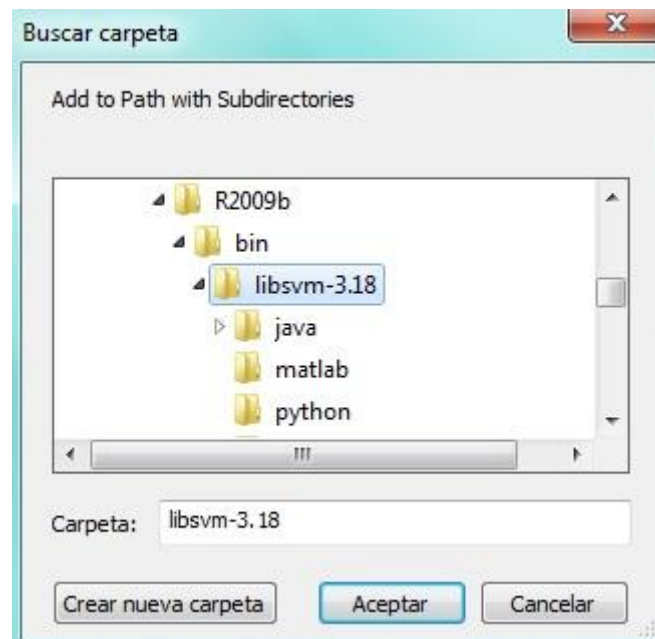 Buscar carpeta
Add to Path with Subdirectories
R2009b
bin
libsvm-3.18
java
matlab
python
Carpeta: libsvm-3.18
Crear nueva carpeta Aceptar Cancelar